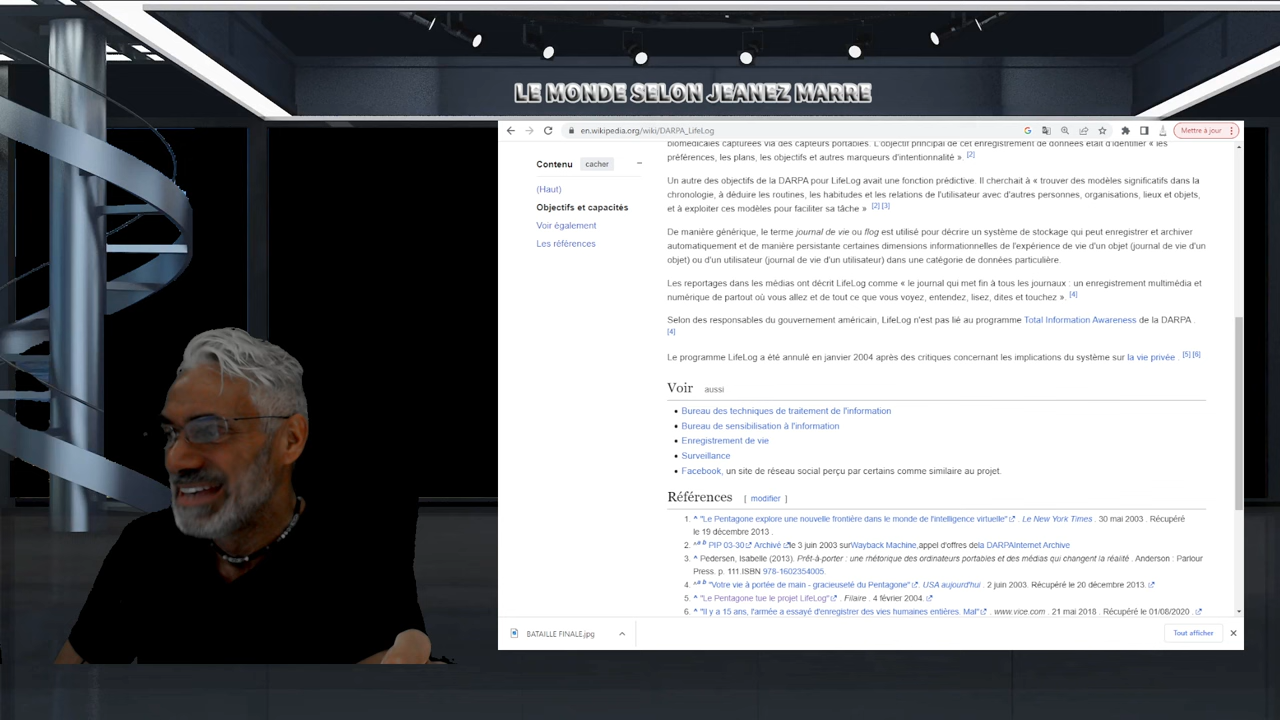 LE MONDE SELON JEANEZ MARRE
en.wikipedia.org/wiki/DARPA_LifeLog
Mettre à jour
Contenu cacher
(Haut)
Objectifs et capacités
Voir également
Les références
biomédicales capturées via des capteurs portables. L'objectif principal de cet enregistrement de données était d'identifier « les
préférences, les plans, les objectifs et autres marqueurs d'intentionnalité ». [2]
Un autre des objectifs de la DARPA pour LifeLog avait une fonction prédictive. Il cherchait à « trouver des modèles significatifs dans la
chronologie, à déduire les routines, les habitudes et les relations de l'utilisateur avec d'autres personnes, organisations, lieux et objets,
et à exploiter ces modèles pour faciliter sa tâche » [2] [3]
De manière générique, le terme journal de vie ou flog est utilisé pour décrire un système de stockage qui peut enregistrer et archiver
automatiquement et de manière persistante certaines dimensions informationnelles de l'expérience de vie d'un objet (journal de vie d'un
objet) ou d'un utilisateur (journal de vie d'un utilisateur) dans une catégorie de données particulière.
Les reportages dans les médias ont décrit LifeLog comme « le journal qui met fin à tous les journaux : un enregistrement multimédia et
numérique de partout où vous allez et de tout ce que vous voyez, entendez, lisez, dites et touchez » [4]
Selon des responsables du gouvernement américain, LifeLog n'est pas lié au programme Total Information Awareness de la DARPA .
[4]
Le programme LifeLog a été annulé en janvier 2004 après des critiques concernant les implications du système sur la vie privée . [5] [6]
Voir aussi
Bureau des techniques de traitement de l'information
Bureau de sensibilisation à l'information
Enregistrement de vie
Surveillance
Facebook, un site de réseau social perçu par certains comme similaire au projet.
Références [ modifier ]
1. ^ "Le Pentagone explore une nouvelle frontière dans le monde de l'intelligence virtuelle" . Le New York Times . 30 mai 2003 . Récupéré
le 19 décembre 2013 .
2. ^ a b PIP 03-30 Archivé le 3 juin 2003 surWayback Machine,appel d'offres dela DARPAInternet Archive
3. ^ Pedersen, Isabelle (2013). Prêt-à-porter : une rhétorique des ordinateurs portables et des médias qui changent la réalité . Anderson : Parlour
Press. p. 111.ISBN 978-1602354005.
4. ^ a b "Votre vie à portée de main - gracieuseté du Pentagone" . USA aujourd'hui . 2 juin 2003. Récupéré le 20 décembre 2013.
5. ^ "Le Pentagone tue le projet LifeLog" . Filaire . 4 février 2004.
6. ^ "Il y a 15 ans, l'armée a essayé d'enregistrer des vies humaines entières. Mal" . www.vice.com . 21 mai 2018 . Récupéré le 01/08/2020 .
BATAILLE FINALE.jpg
Tout afficher